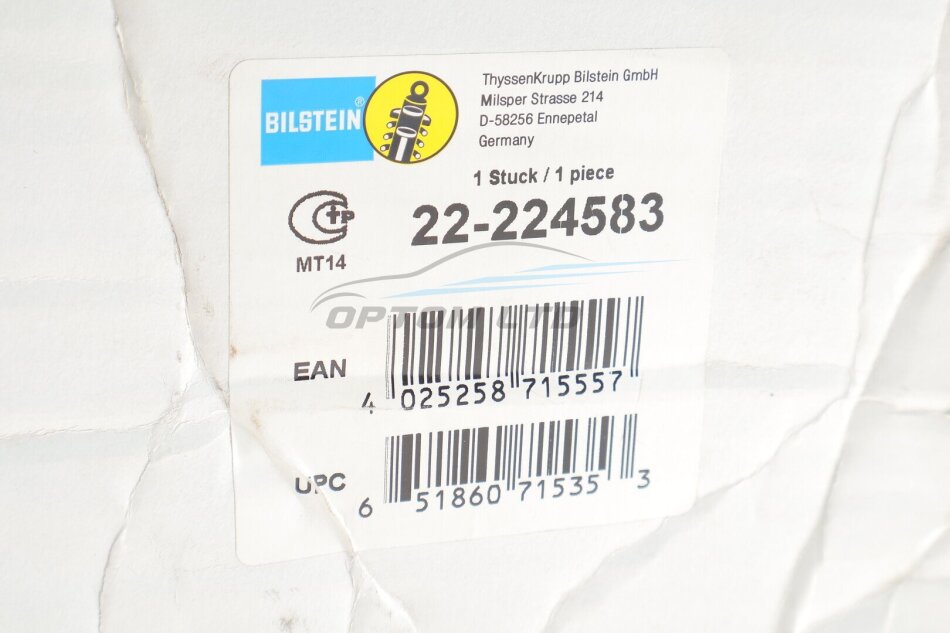 BILSTEIN®
ThyssenKrupp Bilstein GmbH
Milsper Strasse 214
D-58256 Ennepetal
Germany
1 Stuck / 1 piece
22-224583
MT14
OPTOM LTD
EAN
4 025258 715557
UPC
6 51860 71535 3